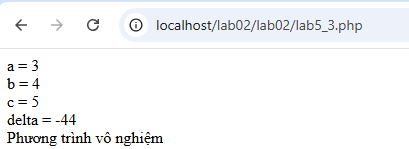 localhost/lab02/lab02/lab5_3.php
a = 3
b = 4
c = 5
delta = -44
Phương trình vô nghiệm